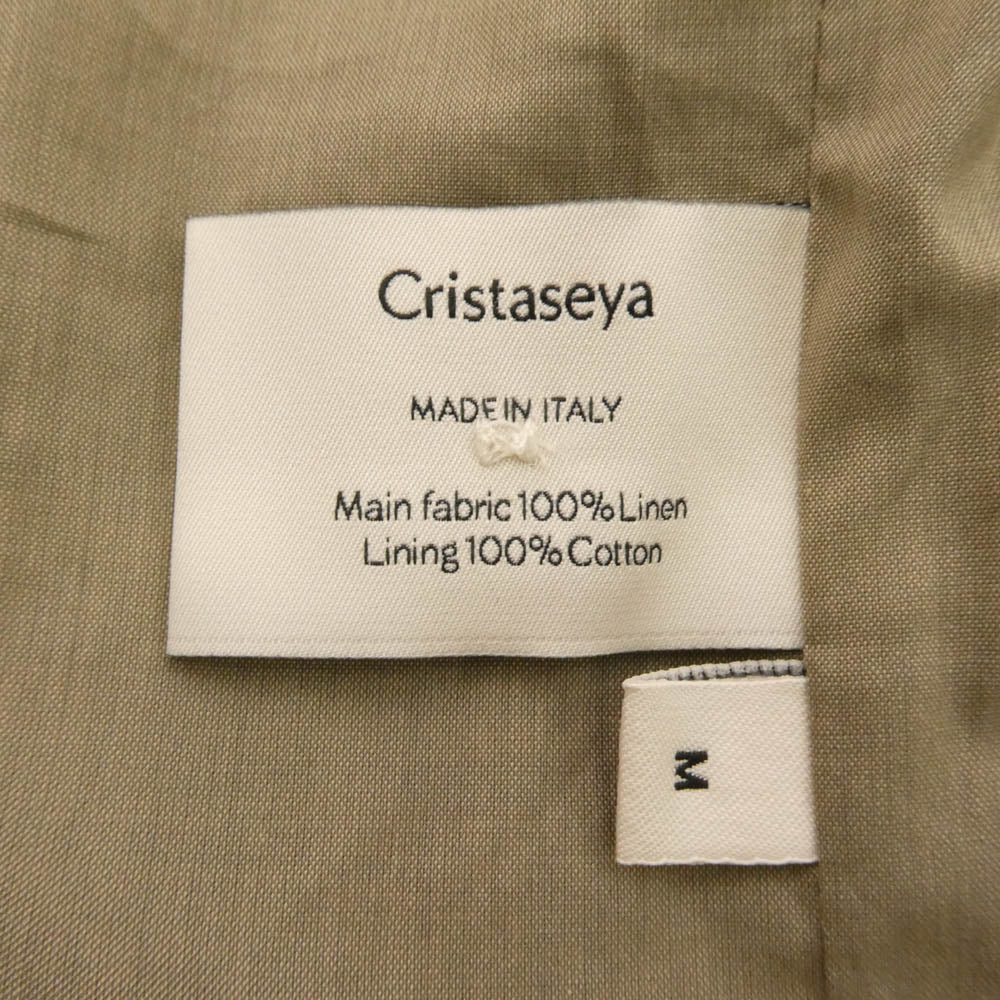 Cristaseya
MADE IN ITALY
Main fabric 100% Linen
Lining 100% Cotton
M